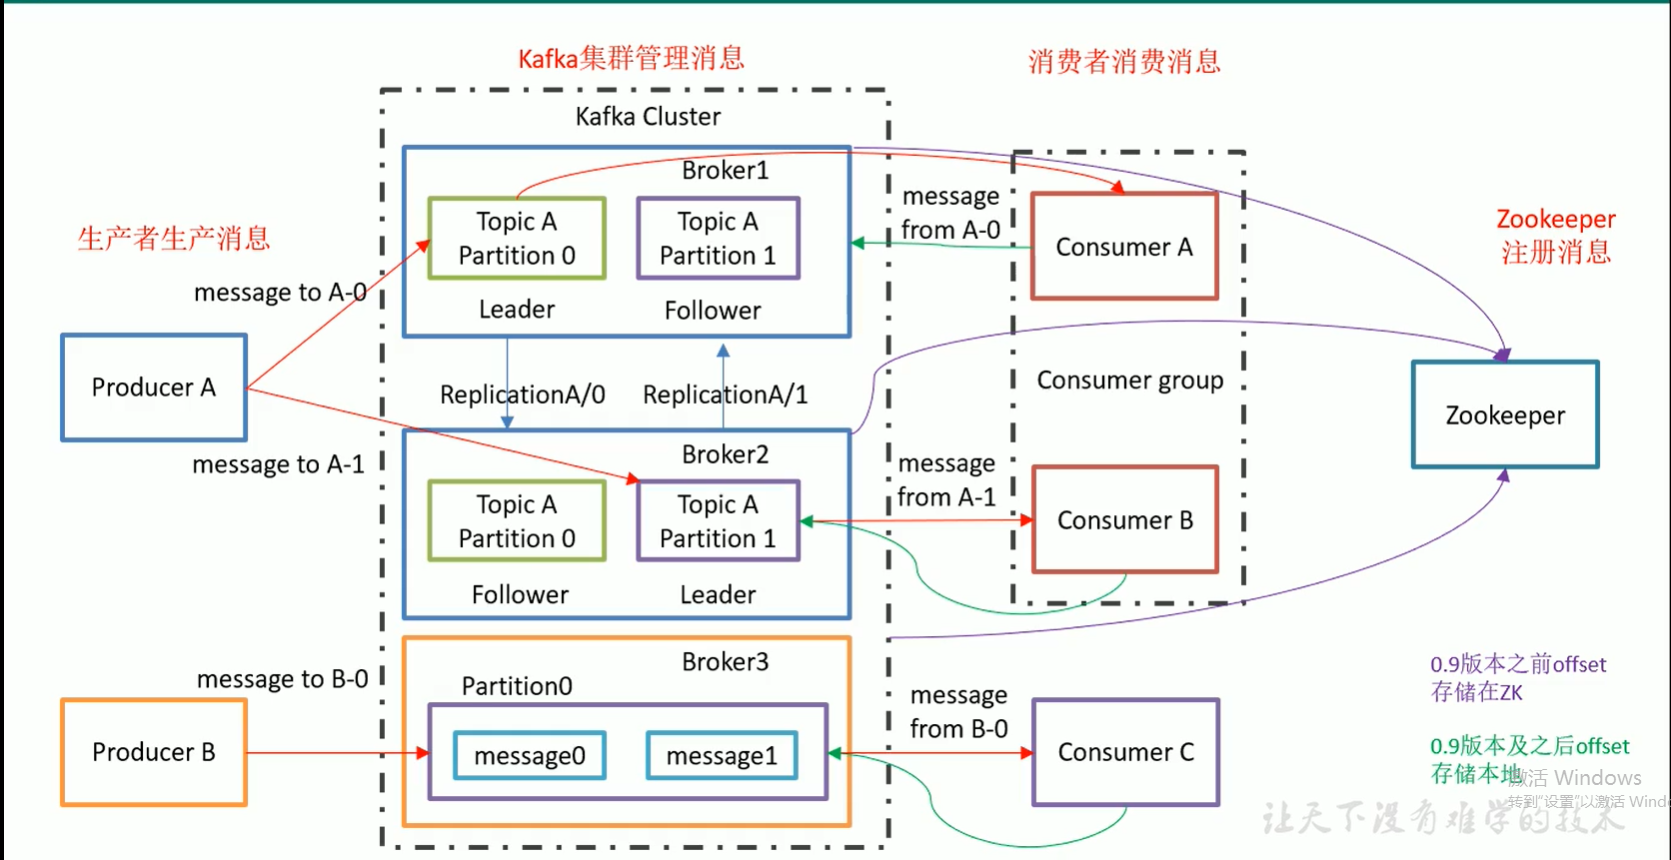 Kafka集群管理消息
消费者消费消息
Kafka Cluster
Broker1
Topic A
Partition 0
Topic A
Partition 1
Leader
Follower
message
from A-0
Consumer A
Zookeeper
注册消息
生产者生产消息
message to A-0
Producer A
message to A-1
ReplicationA/0
ReplicationA/1
Consumer group
Zookeeper
Broker2
Topic A
Partition 0
Topic A
Partition 1
Follower
Leader
message
from A-1
Consumer B
message to B-0
Producer B
Broker3
Partition0
message0
message1
message
from B-0
Consumer C
0.9版本之前offset
存储在ZK
0.9版本及之后offset
存储本地
激活 Windows
转到"设置"以激活 Wind
让天下没有难学的技术